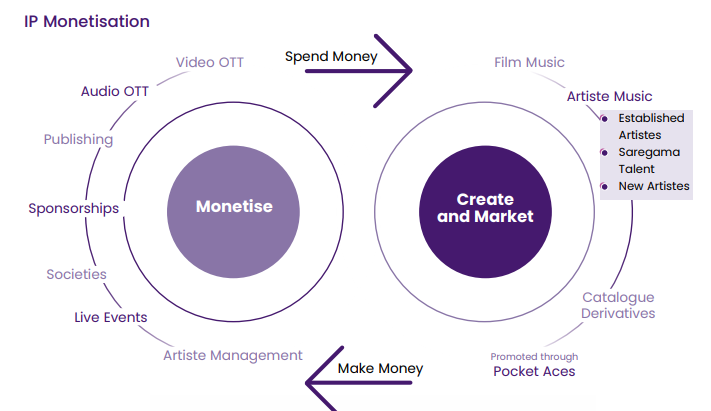 IP Monetisation
Video OTT
Audio OTT
Publishing
Sponsorships
Societies
Live Events
Artiste Management
Monetise
Spend Money
Make Money
Create
and Market
Film Music
Artiste Music
Established
Artistes
Saregama
Talent
New Artistes
Catalogue
Derivatives
Promoted through
Pocket Aces